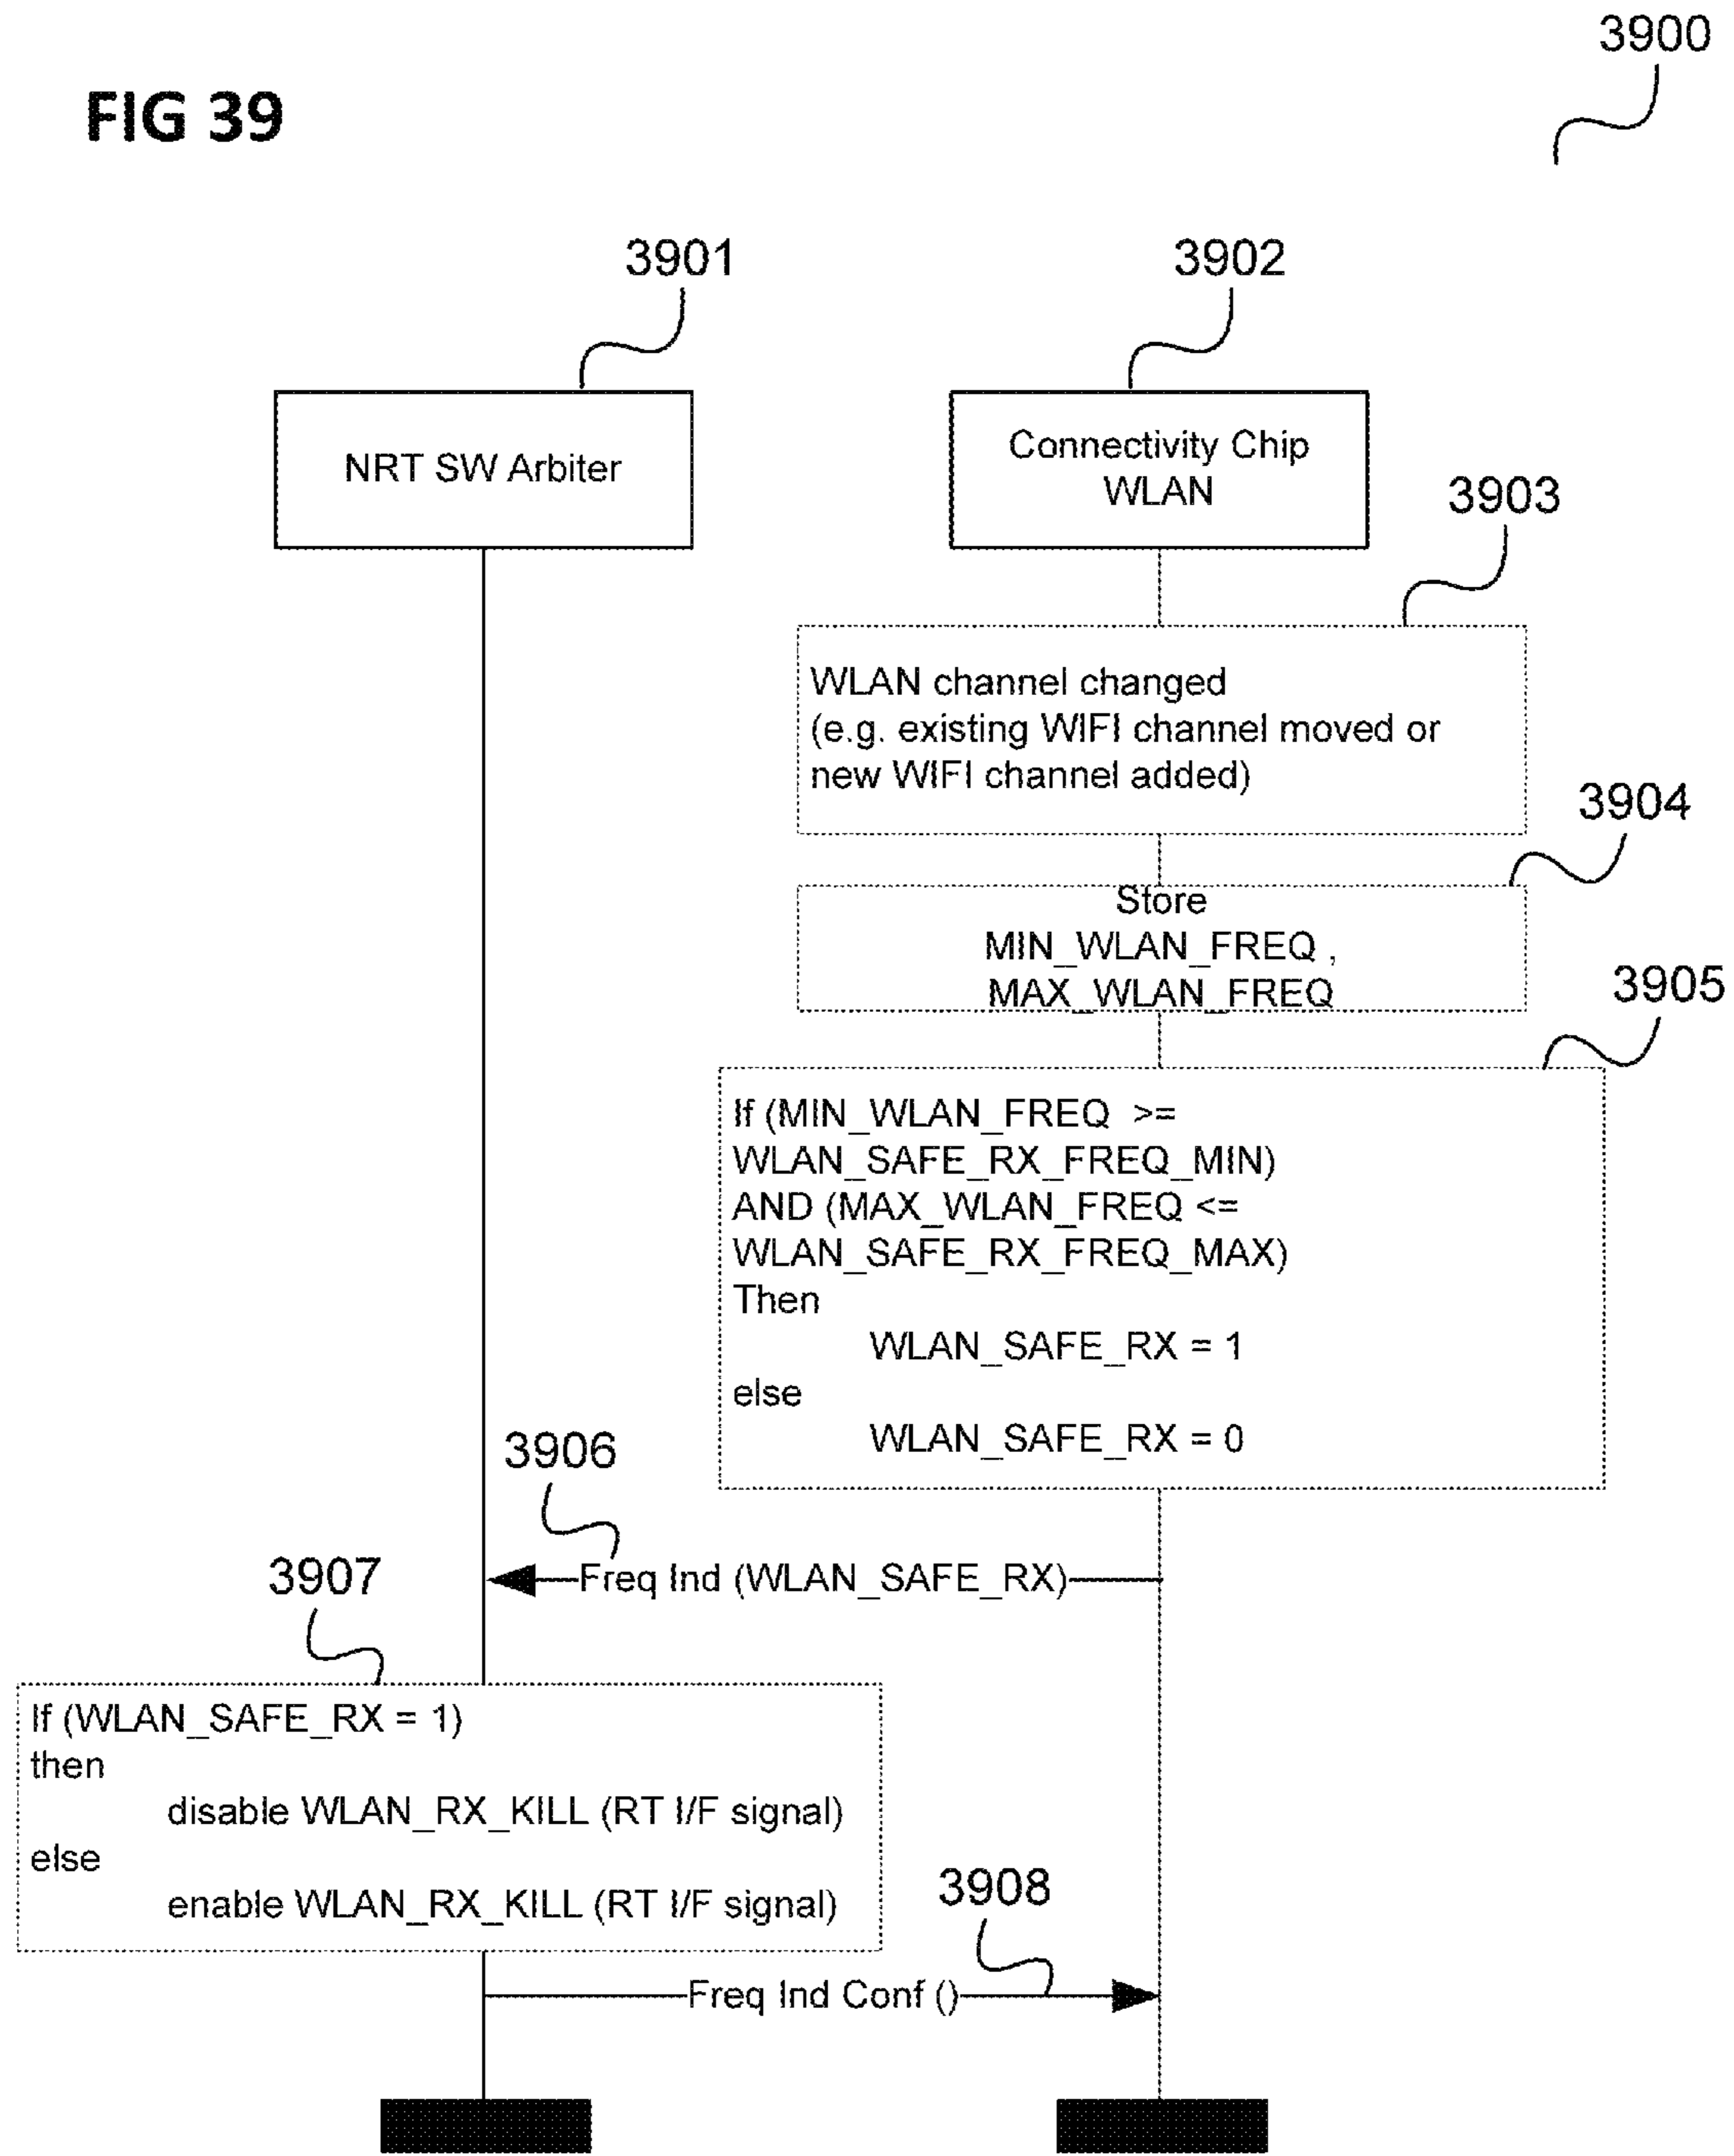 3900
FIG 39
3901
3902
NRT SW Arbiter
Connectivity Chip
WLAN
3903
WLAN channel changed
(e.g. existing WIFI channel moved or
new WIFI channel added)
3904
Store
MIN_WLAN_FREQ ,
MAX_WLAN_FREQ
3905
If (MIN_WLAN_FREQ >=
WLAN_SAFE_RX_FREQ_MIN)
AND (MAX_WLAN_FREQ <=
WLAN_SAFE_RX_FREQ_MAX)
Then
WLAN_SAFE_RX = 1
else
WLAN_SAFE_RX = 0
3906
Freq Ind (WLAN_SAFE_RX)
3907
If (WLAN_SAFE_RX = 1)
then
disable WLAN_RX_KILL (RT I/F signal)
else
enable WLAN_RX_KILL (RT I/F signal)
3908
Freq Ind Conf ()